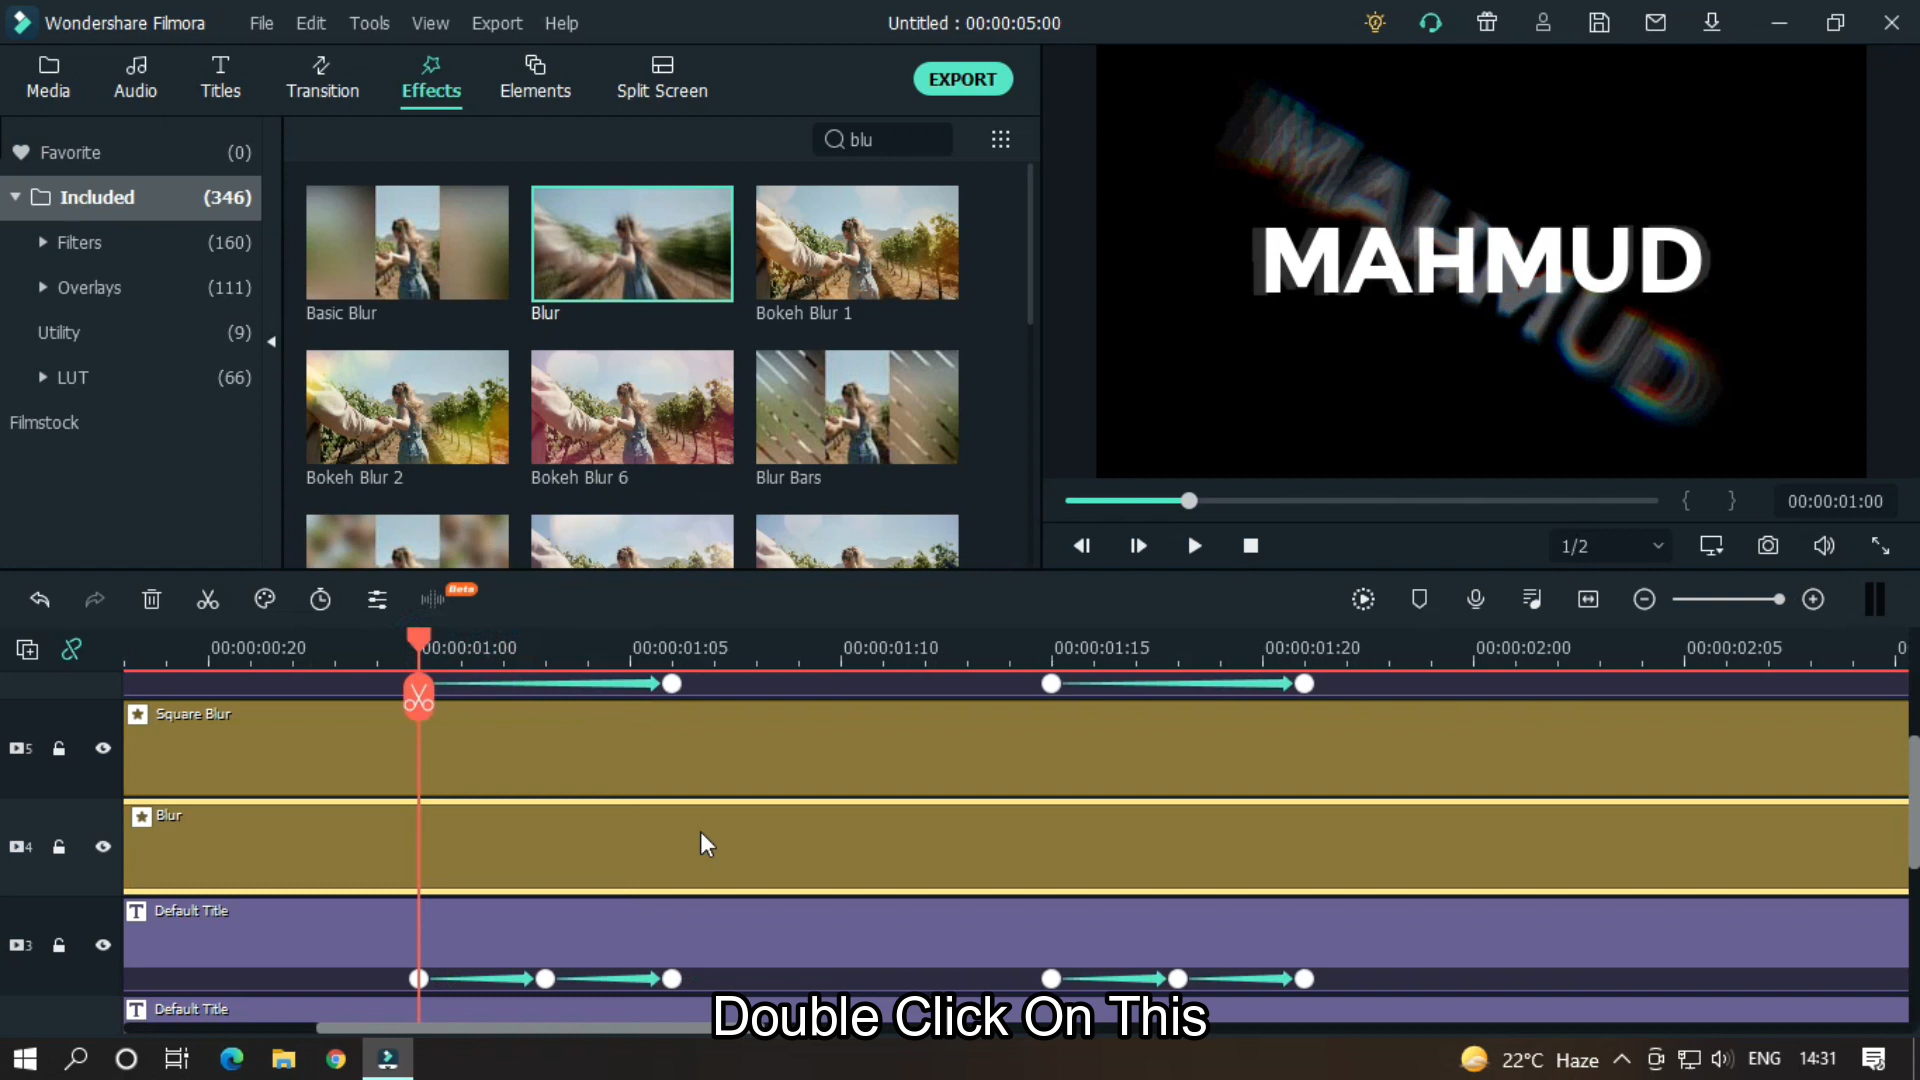 Wondershare Filmora
File
Edit
Tools
View
Export
Help
Untitled : 00:00:05:00
Media
Audio
Titles
Transition
Effects
Elements
Split Screen
EXPORT
Favorite (0)
Included (346)
Filters (160)
Overlays (111)
Utility (9)
LUT (66)
Filmstock
blu
Basic Blur
Blur
Bokeh Blur 1
Bokeh Blur 2
Bokeh Blur 6
Blur Bars
MAHMUD
MAHMUD
{ }
00:00:01:00
1/2
Beta
00:00:00:20
00:00:01:00
00:00:01:05
00:00:01:10
00:00:01:15
00:00:01:20
00:00:02:00
00:00:02:05
0
5
Square Blur
4
Blur
3
T Default Title
T Default Title
Double Click On This
22°C Haze
ENG
14:31